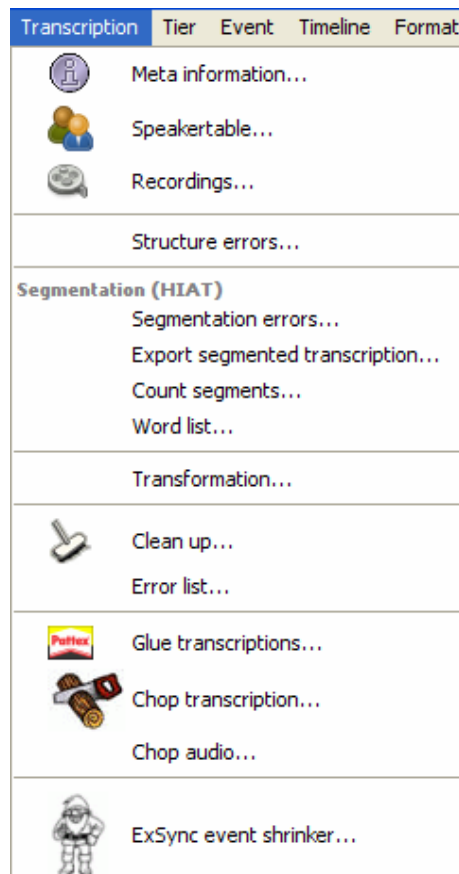 Transcription Tier Event Timeline Format
Meta information...
Speakertable...
Recordings...
Structure errors...
Segmentation (HIAT)
Segmentation errors...
Export segmented transcription...
Count segments...
Word list...
Transformation...
Clean up...
Error list...
Pattex Glue transcriptions...
Chop transcription...
Chop audio...
ExSync event shrinker...